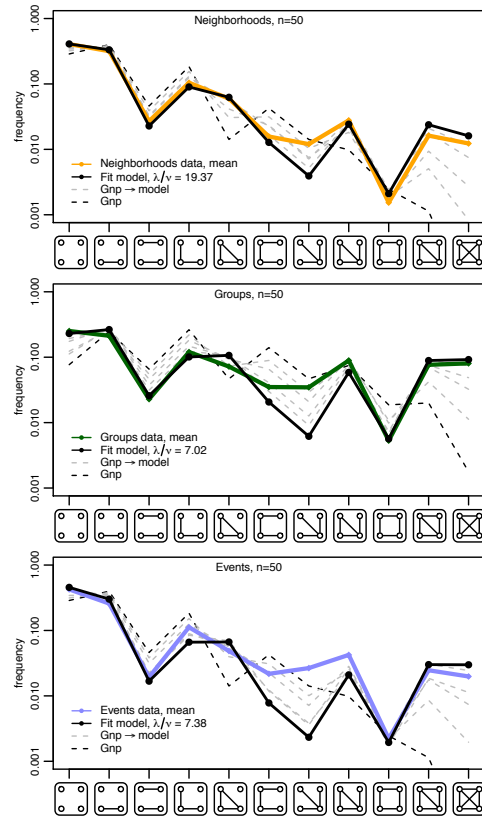 Neighborhoods, n=50
1.000
0.100
0.010
0.001
frequency
Neighborhoods data, mean
Fit model, λ/ν = 19.37
Gnp → model
Gnp
Groups, n=50
1.000
0.100
0.010
0.001
frequency
Groups data, mean
Fit model, λ/ν = 7.02
Gnp → model
Gnp
Events, n=50
1.000
0.100
0.010
0.001
frequency
Events data, mean
Fit model, λ/ν = 7.38
Gnp → model
Gnp